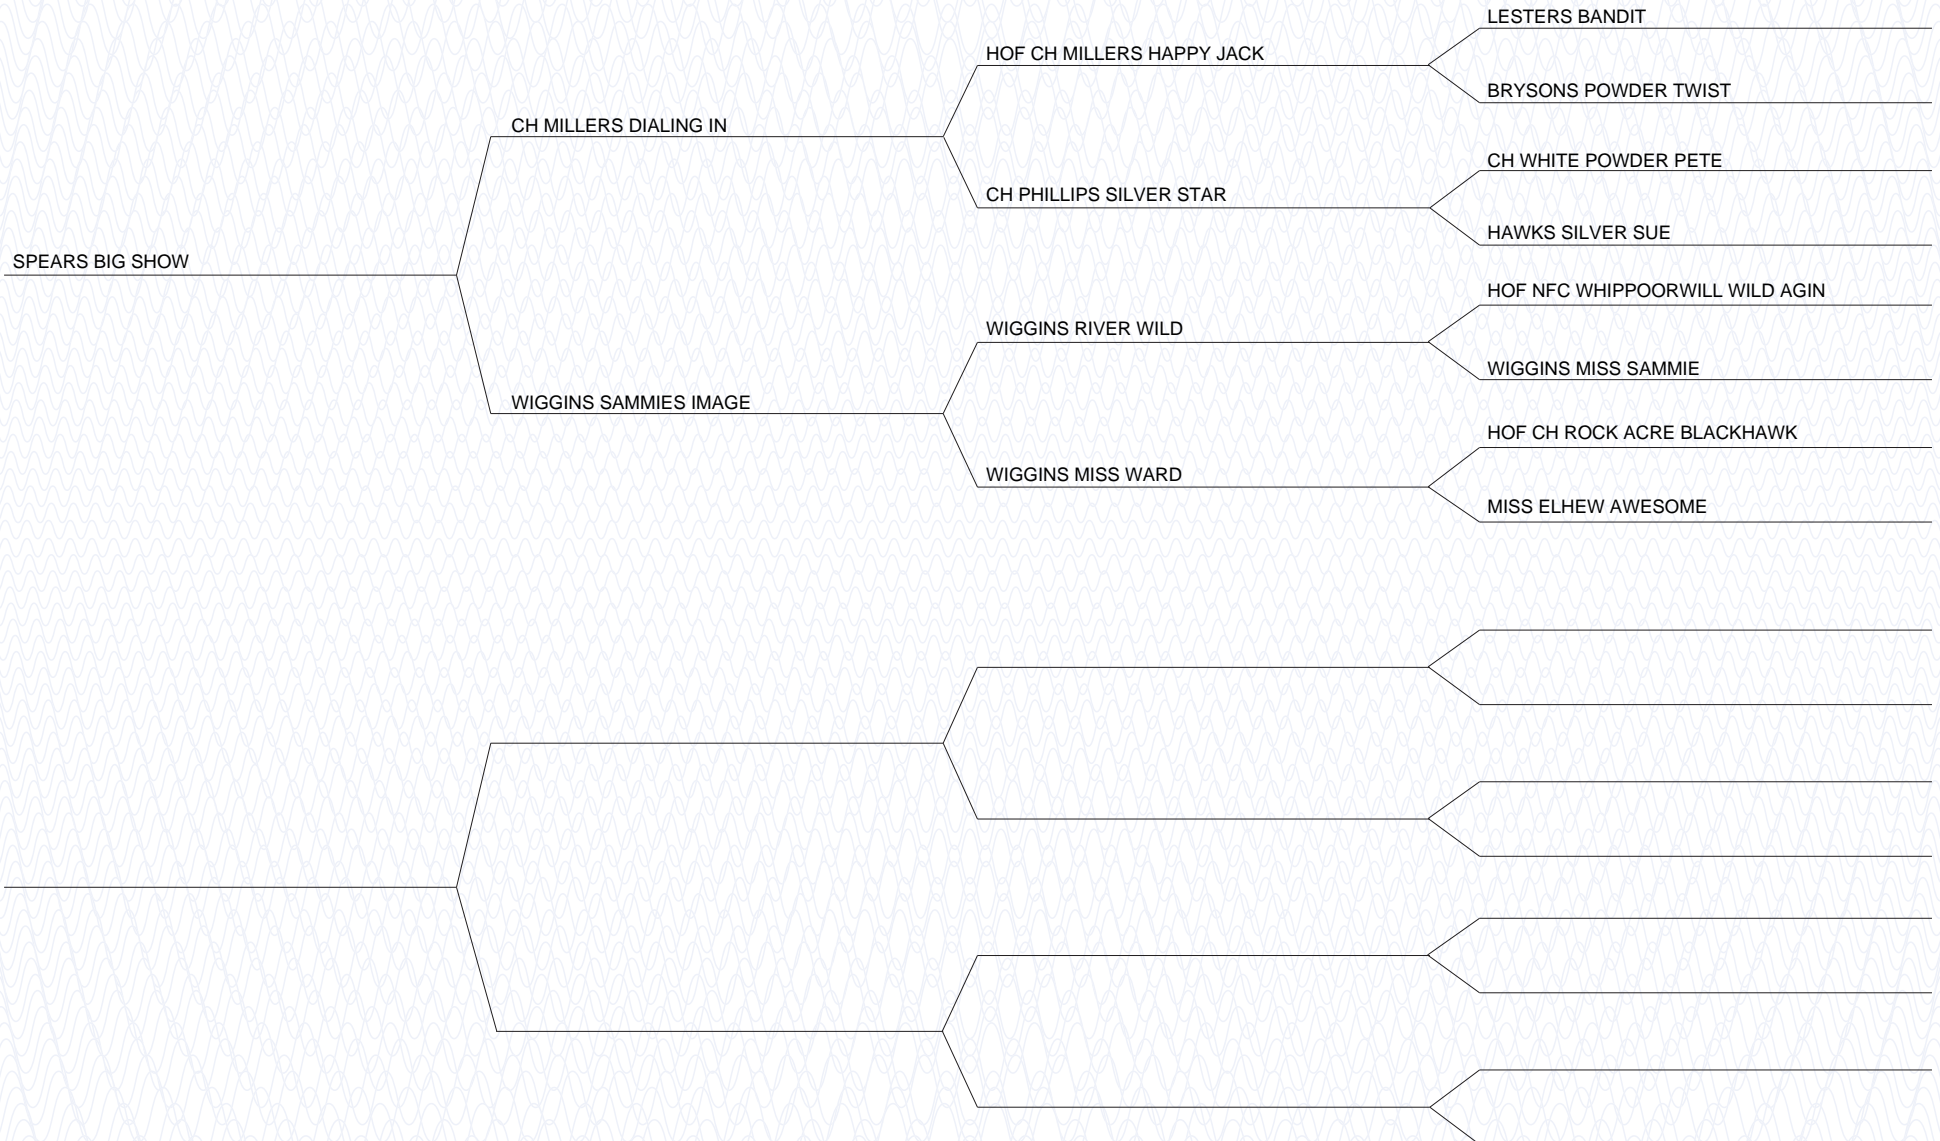 LESTERS BANDIT
HOF CH MILLERS HAPPY JACK
BRYSONS POWDER TWIST
CH MILLERS DIALING IN
CH WHITE POWDER PETE
CH PHILLIPS SILVER STAR
HAWKS SILVER SUE
SPEARS BIG SHOW
HOF NFC WHIPPOORWILL WILD AGIN
WIGGINS RIVER WILD
WIGGINS MISS SAMMIE
WIGGINS SAMMIES IMAGE
HOF CH ROCK ACRE BLACKHAWK
WIGGINS MISS WARD
MISS ELHEW AWESOME